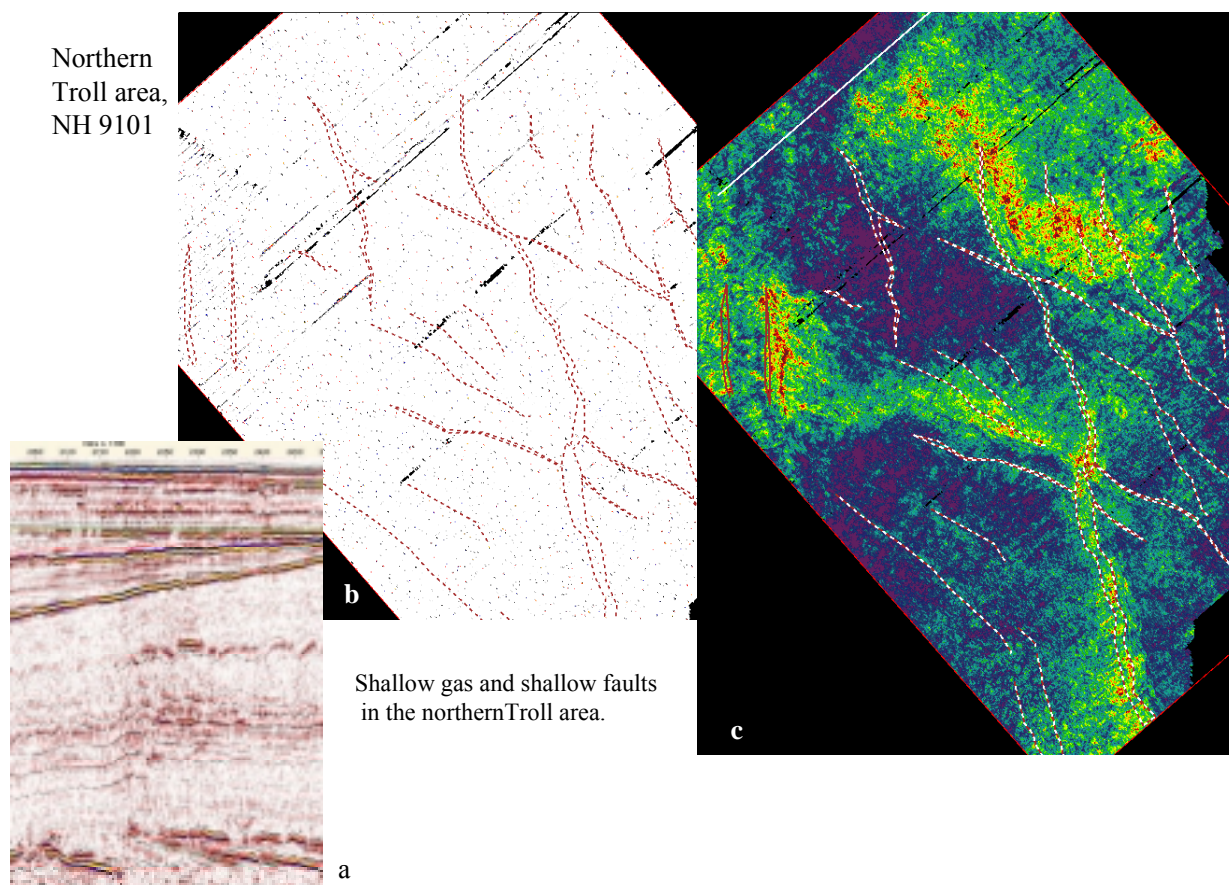 Northern
Troll area,
NH 9101
b
Shallow gas and shallow faults
in the northernTroll area.
c
a